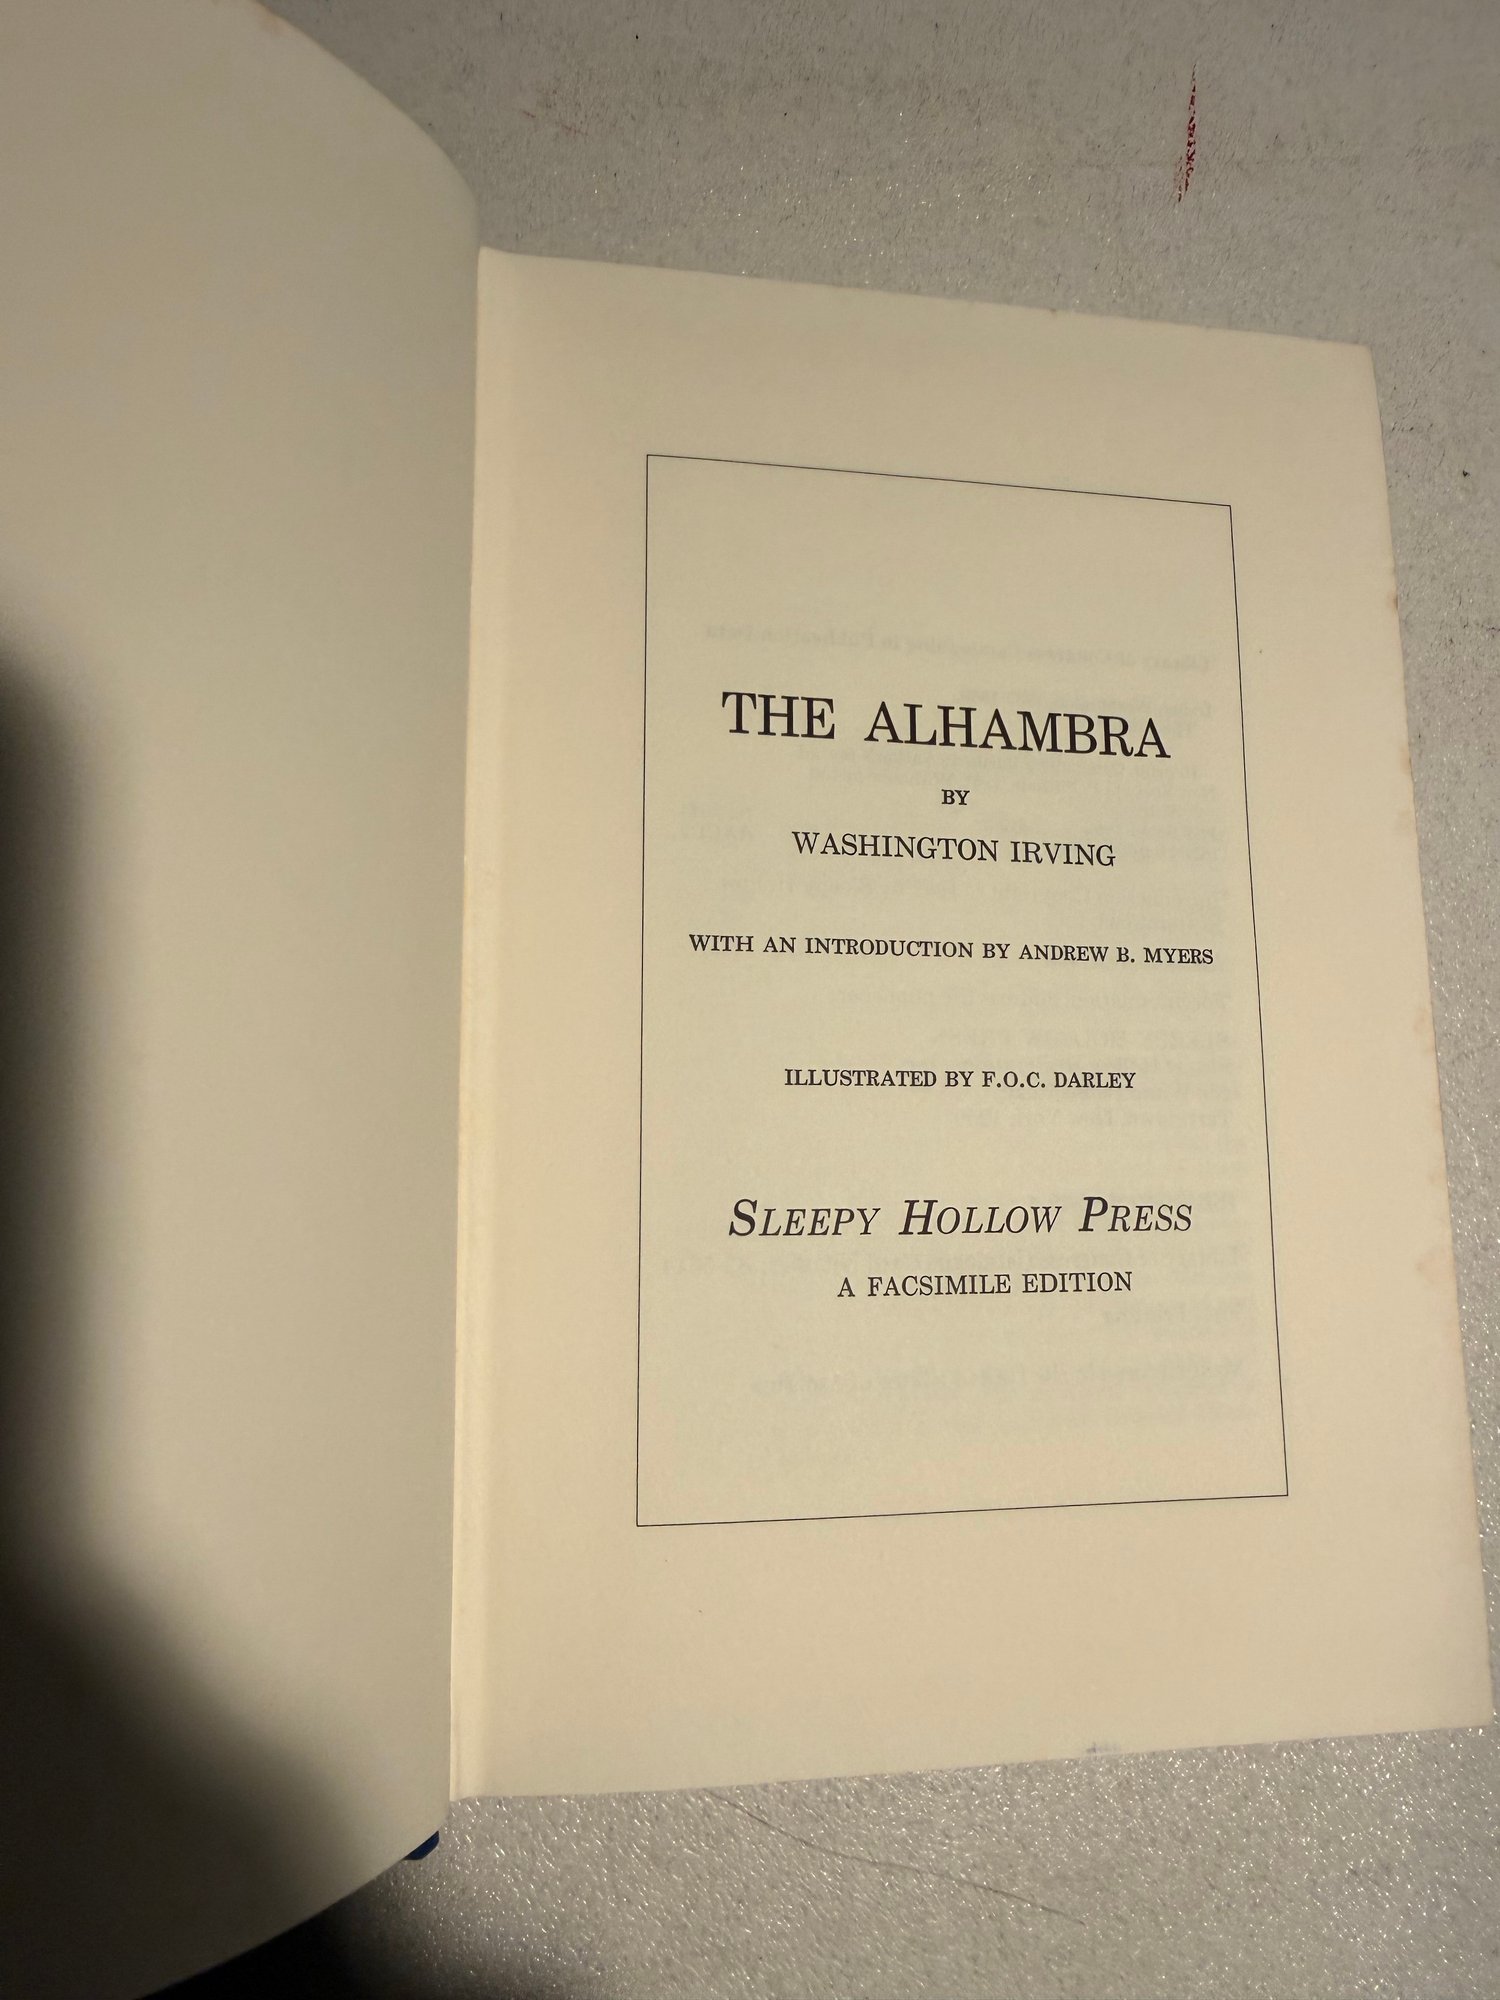 THE ALHAMBRA
BY
WASHINGTON IRVING
WITH AN INTRODUCTION BY ANDREW B. MYERS
ILLUSTRATED BY F.O.C. DARLEY
SLEEPY HOLLOW PRESS
A FACSIMILE EDITION